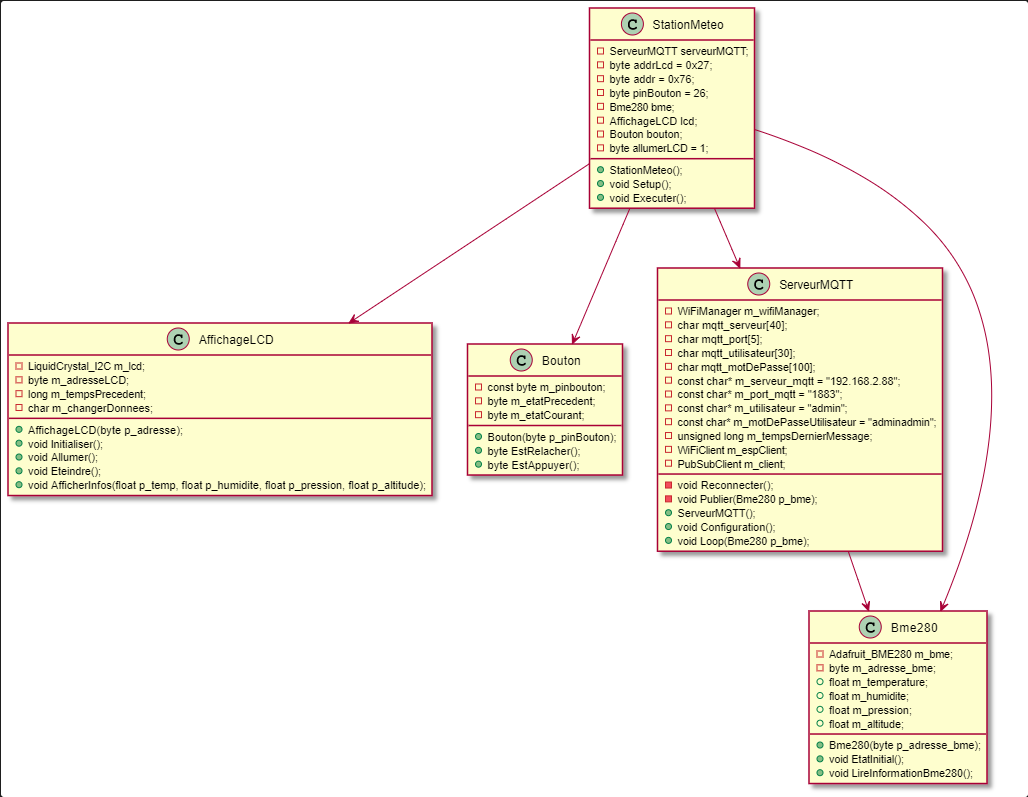 C StationMeteo
ServeurMQTT serveurMQTT;
byte addrLcd = 0x27;
byte addr = 0x76;
byte pinBouton = 26;
Bme280 bme;
AffichageLCD lcd;
Bouton bouton;
byte allumerLCD = 1;
StationMeteo();
void Setup();
void Executer();
C AffichageLCD
LiquidCrystal_I2C m_lcd;
byte m_adresseLCD;
long m_tempsPrecedent;
char m_changerDonnees;
AffichageLCD(byte p_adresse);
void Initialiser();
void Allumer();
void Eteindre();
void AfficherInfos(float p_temp, float p_humidite, float p_pression, float p_altitude);
C Bouton
const byte m_pinbouton;
byte m_etatPrecedent;
byte m_etatCourant;
Bouton(byte p_pinBouton);
byte EstRelacher();
byte EstAppuyer();
C ServeurMQTT
WiFiManager m_wifiManager;
char mqtt_serveur[40];
char mqtt_port[5];
char mqtt_utilisateur[30];
char mqtt_motDePasse[100];
const char* m_serveur_mqtt = "192.168.2.88";
const char* m_port_mqtt = "1883";
const char* m_utilisateur = "admin";
const char* m_motDePasseUtilisateur = "adminadmin";
unsigned long m_tempsDernierMessage;
WiFiClient m_espClient;
PubSubClient m_client;
void Reconnecter();
void Publier(Bme280 p_bme);
ServeurMQTT();
void Configuration();
void Loop(Bme280 p_bme);
C Bme280
Adafruit_BME280 m_bme;
byte m_adresse_bme;
float m_temperature;
float m_humidite;
float m_pression;
float m_altitude;
Bme280(byte p_adresse_bme);
void EtatInitial();
void LireInformationBme280();